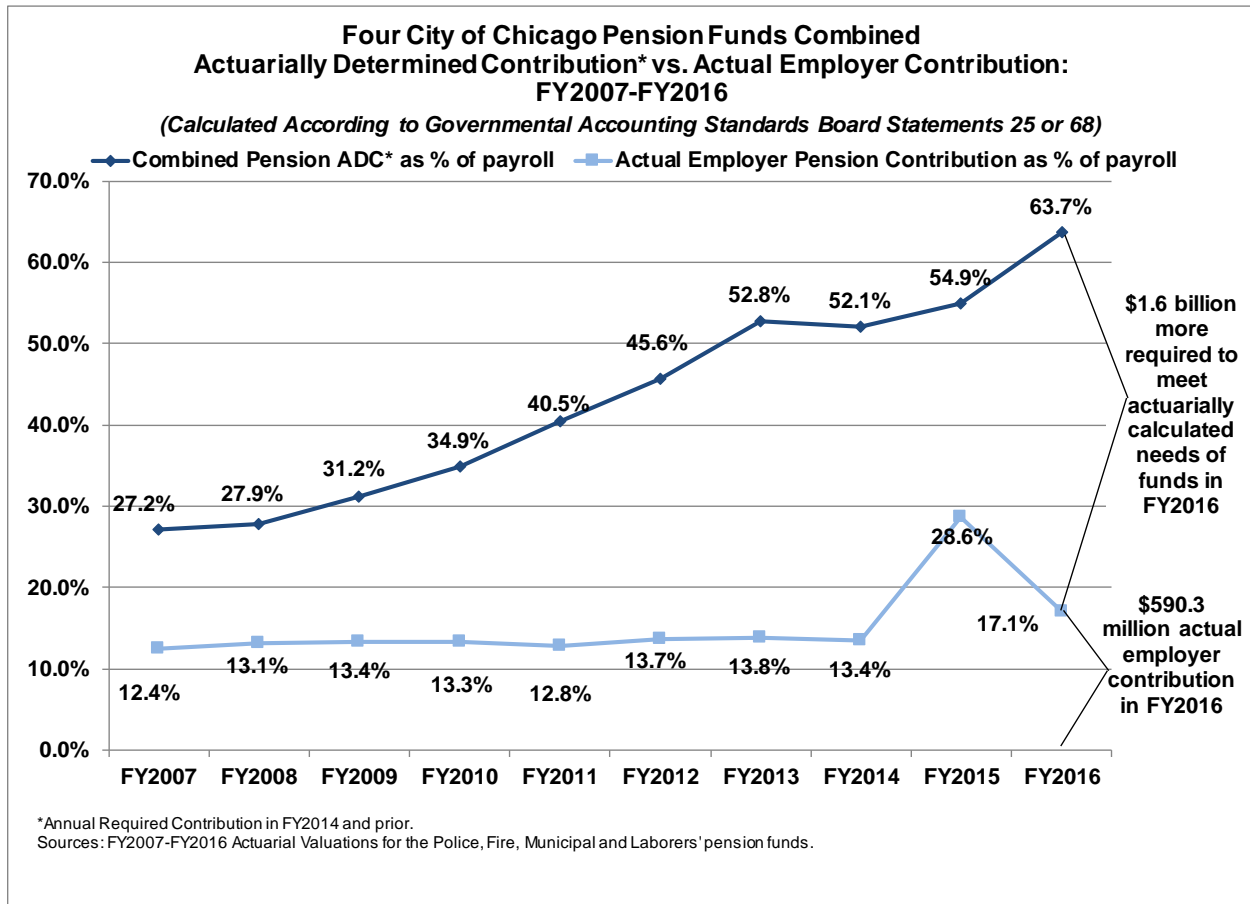 Four City of Chicago Pension Funds Combined
Actuarially Determined Contribution* vs. Actual Employer Contribution:
FY2007-FY2016
(Calculated According to Governmental Accounting Standards Board Statements 25 or 68)
Combined Pension ADC* as % of payroll
Actual Employer Pension Contribution as % of payroll
70.0%
60.0%
50.0%
40.0%
30.0%
20.0%
10.0%
0.0%
27.2%
27.9%
31.2%
34.9%
40.5%
45.6%
52.8%
52.1%
54.9%
63.7%
12.4%
13.1%
13.4%
13.3%
12.8%
13.7%
13.8%
13.4%
28.6%
17.1%
$1.6 billion
more
required to
meet
actuarially
calculated
needs of
funds in
FY2016
$590.3
million actual
employer
contribution
in FY2016
FY2007
FY2008
FY2009
FY2010
FY2011
FY2012
FY2013
FY2014
FY2015
FY2016
*Annual Required Contribution in FY2014 and prior.
Sources: FY2007-FY2016 Actuarial Valuations for the Police, Fire, Municipal and Laborers' pension funds.